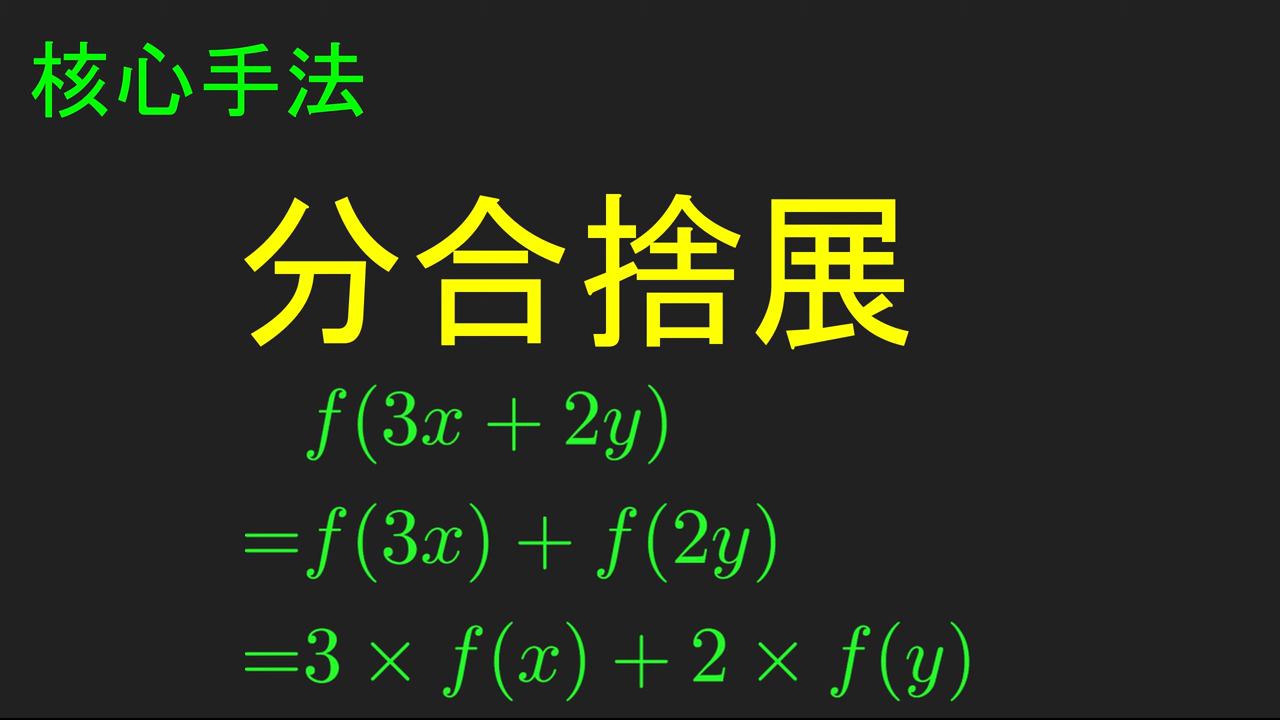 核心手法
分合捨展
f(3x + 2y)
=f(3x) + f(2y)
=3 × f(x) + 2 × f(y)